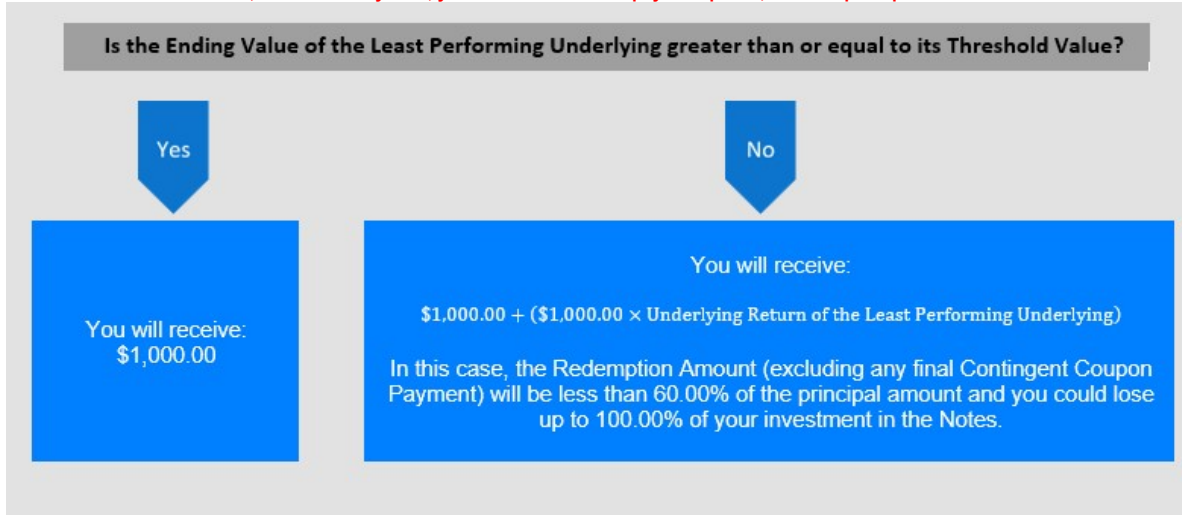 Is the Ending Value of the Least Performing Underlying greater than or equal to its Threshold Value?
Yes
No
You will receive:
$1,000.00
You will receive:
$1,000.00 + ($1,000.00 × Underlying Return of the Least Performing Underlying)
In this case, the Redemption Amount (excluding any final Contingent Coupon
Payment) will be less than 60.00% of the principal amount and you could lose
up to 100.00% of your investment in the Notes.